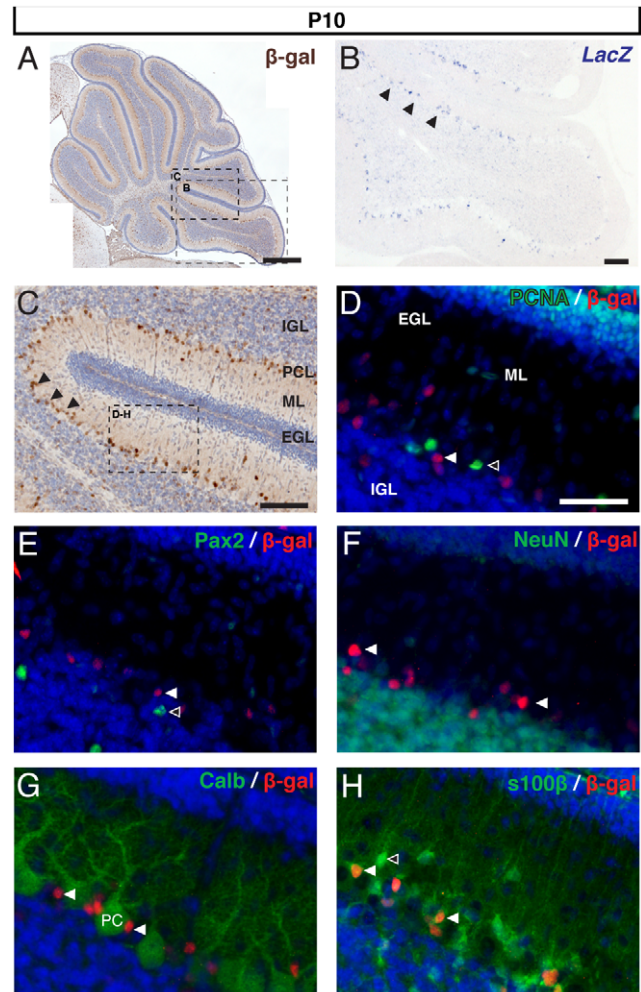 P10
A
β-gal
B
LacZ
C
B
C
IGL
PCL
ML
EGL
D-H
D
PCNA / β-gal
EGL
ML
IGL
E
Pax2 / β-gal
F
NeuN / β-gal
G
Calb / β-gal
PC
H
s100β / β-gal